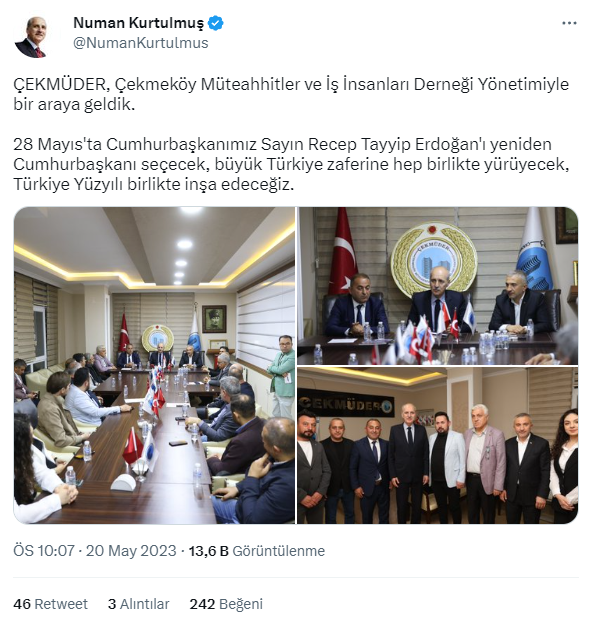 Numan Kurtulmuş
@NumanKurtulmus
ÇEKMÜDER, Çekmeköy Müteahhitler ve İş İnsanları Derneği Yönetimiyle
bir araya geldik.
28 Mayıs'ta Cumhurbaşkanımız Sayın Recep Tayyip Erdoğan'ı yeniden
Cumhurbaşkanı seçecek, büyük Türkiye zaferine hep birlikte yürüyecek,
Türkiye Yüzyılı birlikte inşa edeceğiz.
ÇEKMÜDER
ÇEKMÜDER
ÖS 10:07 · 20 May 2023 · 13,6 B Görüntülenme
46 Retweet 3 Alıntılar 242 Beğeni